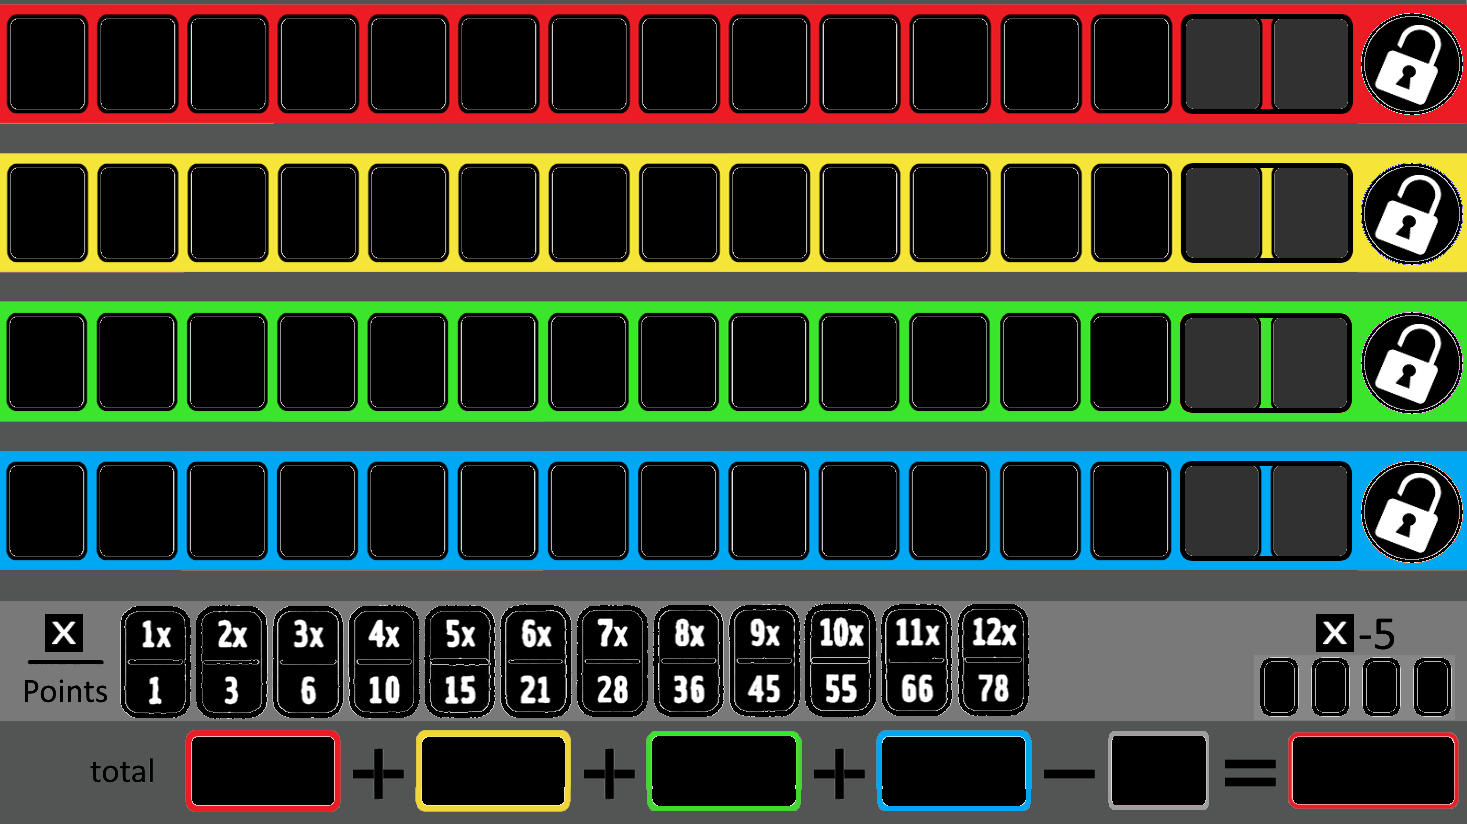 X 1x 2x 3x 4x 5x 6x 7x 8x 9x 10x 11x 12x X -5
Points 1 3 6 10 15 21 28 36 45 55 66 78
total + + + − =